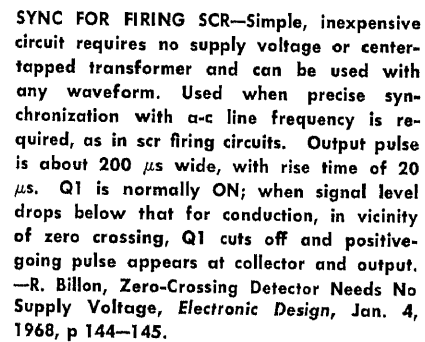 SYNC FOR FIRING SCR—Simple, inexpensive
circuit requires no supply voltage or center-
tapped transformer and can be used with
any waveform. Used when precise syn-
chronization with a-c line frequency is re-
quired, as in scr firing circuits. Output pulse
is about 200 μs wide, with rise time of 20
μs. Q1 is normally ON; when signal level
drops below that for conduction, in vicinity
of zero crossing, Q1 cuts off and positive-
going pulse appears at collector and output.
—R. Billon, Zero-Crossing Detector Needs No
Supply Voltage, Electronic Design, Jan. 4,
1968, p 144—145.